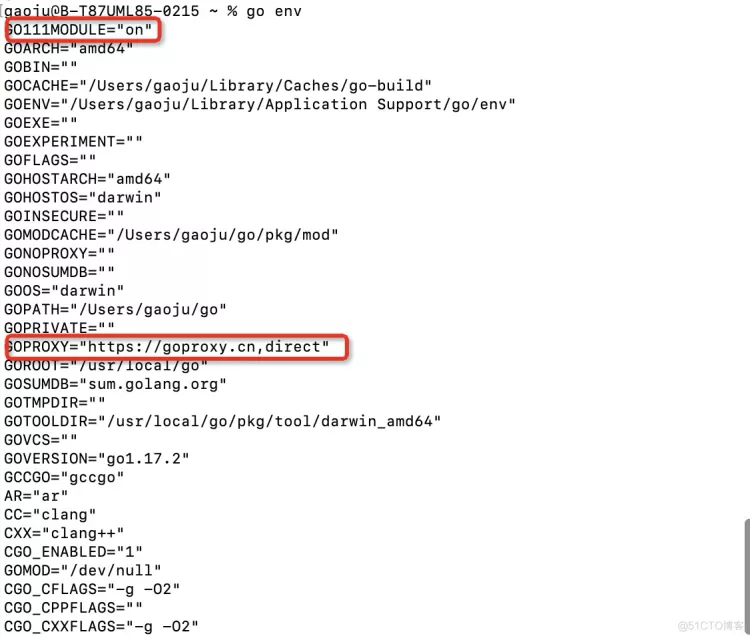 [gaoju@B-T87UML85-0215 ~ % go env
GO111MODULE="on"
GOARCH="amd64"
GOBIN=""
GOCACHE="/Users/gaoju/Library/Caches/go-build"
GOENV="/Users/gaoju/Library/Application Support/go/env"
GOEXE=""
GOEXPERIMENT=""
GOFLAGS=""
GOHOSTARCH="amd64"
GOHOSTOS="darwin"
GOINSECURE=""
GOMODCACHE="/Users/gaoju/go/pkg/mod"
GONOPROXY=""
GONOSUMDB=""
GOOS="darwin"
GOPATH="/Users/gaoju/go"
GOPRIVATE=""
GOPROXY="https://goproxy.cn,direct"
GOROOT="/usr/local/go"
GOSUMDB="sum.golang.org"
GOTMPDIR=""
GOTOOLDIR="/usr/local/go/pkg/tool/darwin_amd64"
GOVCS=""
GOVERSION="go1.17.2"
GCCGO="gccgo"
AR="ar"
CC="clang"
CXX="clang++"
CGO_ENABLED="1"
GOMOD="/dev/null"
CGO_CFLAGS="-g -O2"
CGO_CPPFLAGS=""
CGO_CXXFLAGS="-g -O2"
@51CTO博客